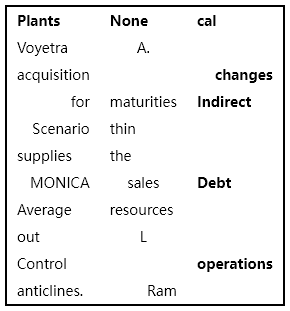 Plants None cal
Voyetra A.
acquisition changes
for maturities Indirect
Scenario thin
supplies the
MONICA sales Debt
Average resources
out L
Control operations
anticlines. Ram